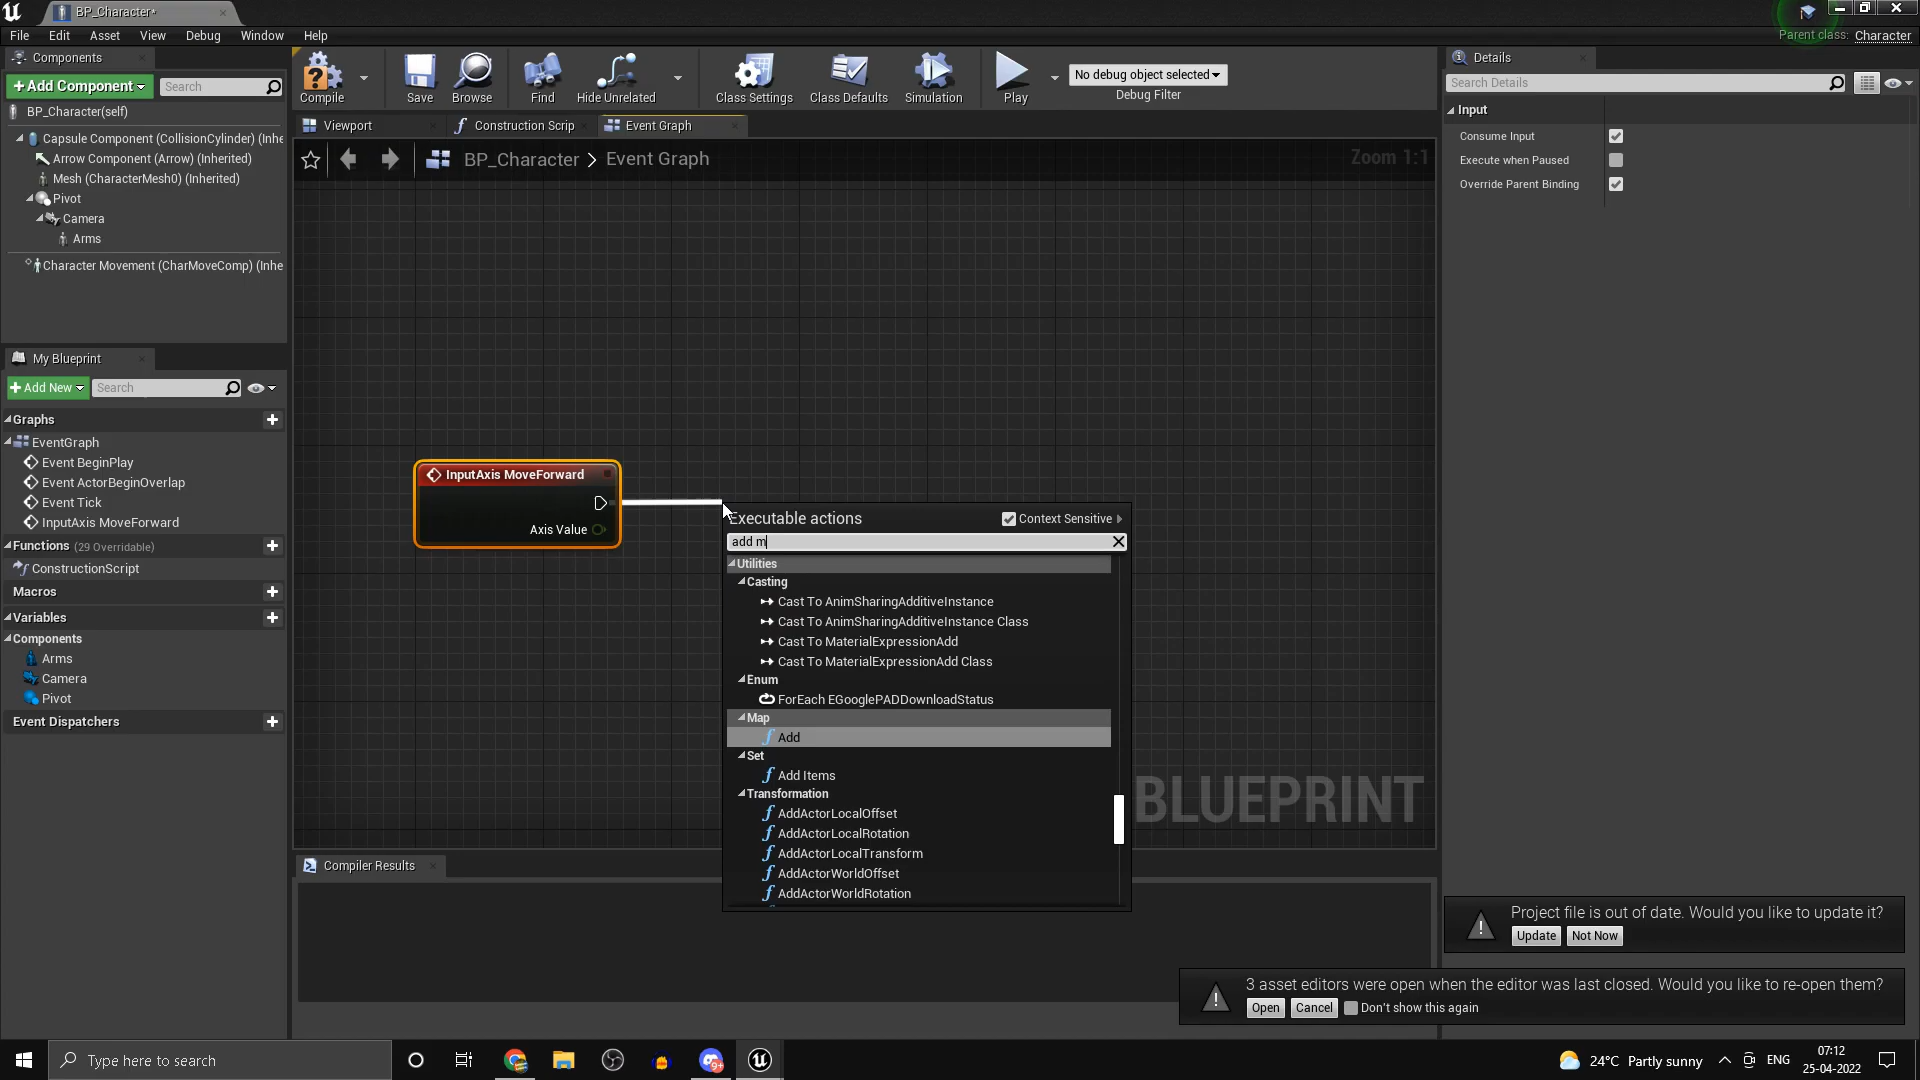 BP_Character*
File Edit Asset View Debug Window Help
Parent class: Character
Components
+Add Component Search
BP_Character(self)
Capsule Component (CollisionCylinder) (Inhe
Arrow Component (Arrow) (Inherited)
Mesh (CharacterMesh0) (Inherited)
Pivot
Camera
Arms
Character Movement (CharMoveComp) (Inhe
Compile Save Browse Find Hide Unrelated Class Settings Class Defaults Simulation Play
No debug object selected
Debug Filter
Viewport Construction Scrip Event Graph
BP_Character > Event Graph
Zoom 1:1
My Blueprint
+Add New Search
Graphs
EventGraph
Event BeginPlay
Event ActorBeginOverlap
Event Tick
InputAxis MoveForward
Functions (29 Overridable)
ConstructionScript
Macros
Variables
Components
Arms
Camera
Pivot
Event Dispatchers
InputAxis MoveForward
Axis Value
Executable actions Context Sensitive
add m
Utilities
Casting
Cast To AnimSharingAdditiveInstance
Cast To AnimSharingAdditiveInstance Class
Cast To MaterialExpressionAdd
Cast To MaterialExpressionAdd Class
Enum
ForEach EGooglePADDownloadStatus
Map
Add
Set
Add Items
Transformation
AddActorLocalOffset
AddActorLocalRotation
AddActorLocalTransform
AddActorWorldOffset
AddActorWorldRotation
BLUEPRINT
Compiler Results
Details
Search Details
Input
Consume Input
Execute when Paused
Override Parent Binding
Project file is out of date. Would you like to update it?
Update Not Now
3 asset editors were open when the editor was last closed. Would you like to re-open them?
Open Cancel Don't show this again
Type here to search
9+
24°C Partly sunny
ENG
07:12
25-04-2022